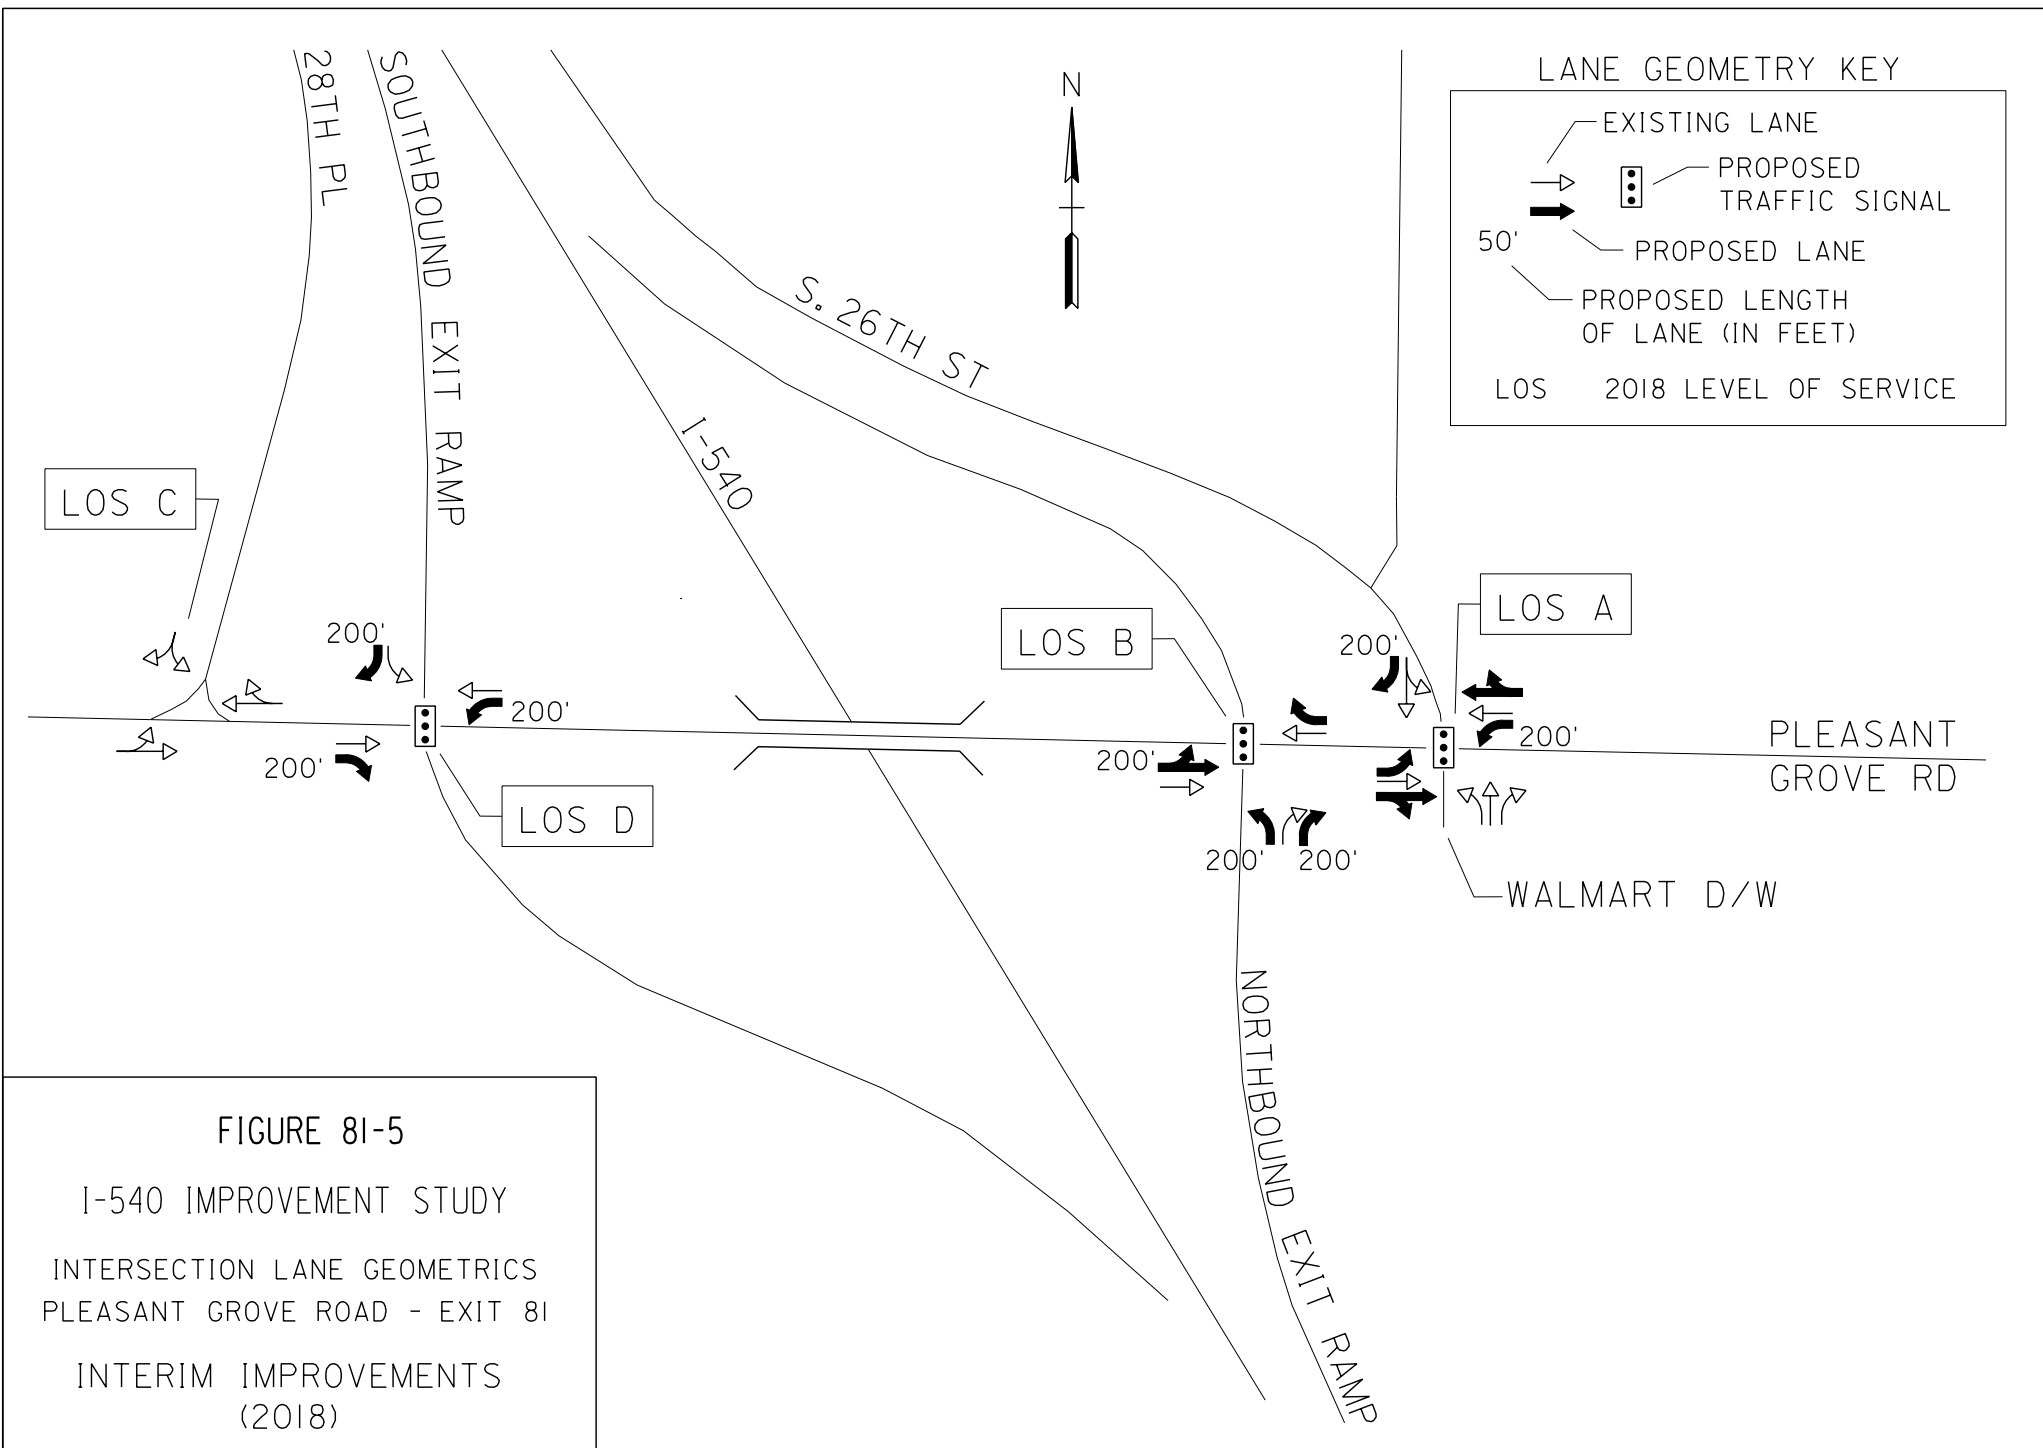 28TH PL
SOUTHBOUND EXIT RAMP
I-540
S. 26TH ST
N
LANE GEOMETRY KEY
EXISTING LANE
PROPOSED
TRAFFIC SIGNAL
PROPOSED LANE
50'
PROPOSED LENGTH
OF LANE (IN FEET)
LOS 2018 LEVEL OF SERVICE
LOS C
200'
200'
200'
LOS D
LOS B
200'
200'
200'
LOS A
200'
200'
PLEASANT
GROVE RD
WALMART D/W
NORTHBOUND EXIT RAMP
FIGURE 81-5
I-540 IMPROVEMENT STUDY
INTERSECTION LANE GEOMETRICS
PLEASANT GROVE ROAD - EXIT 81
INTERIM IMPROVEMENTS
(2018)